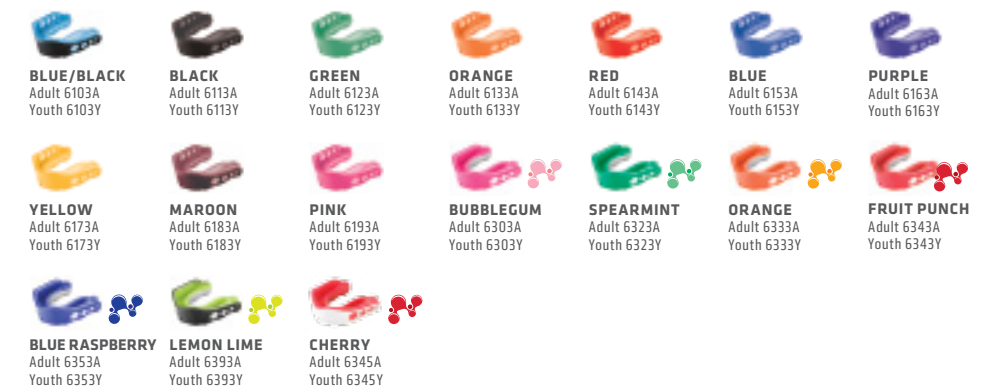 BLUE/BLACK
Adult 6103A
Youth 6103Y
BLACK
Adult 6113A
Youth 6113Y
GREEN
Adult 6123A
Youth 6123Y
ORANGE
Adult 6133A
Youth 6133Y
RED
Adult 6143A
Youth 6143Y
BLUE
Adult 6153A
Youth 6153Y
PURPLE
Adult 6163A
Youth 6163Y
YELLOW
Adult 6173A
Youth 6173Y
MAROON
Adult 6183A
Youth 6183Y
PINK
Adult 6193A
Youth 6193Y
BUBBLEGUM
Adult 6303A
Youth 6303Y
SPEARMINT
Adult 6323A
Youth 6323Y
ORANGE
Adult 6333A
Youth 6333Y
FRUIT PUNCH
Adult 6343A
Youth 6343Y
BLUE RASPBERRY
Adult 6353A
Youth 6353Y
LEMON LIME
Adult 6393A
Youth 6393Y
CHERRY
Adult 6345A
Youth 6345Y